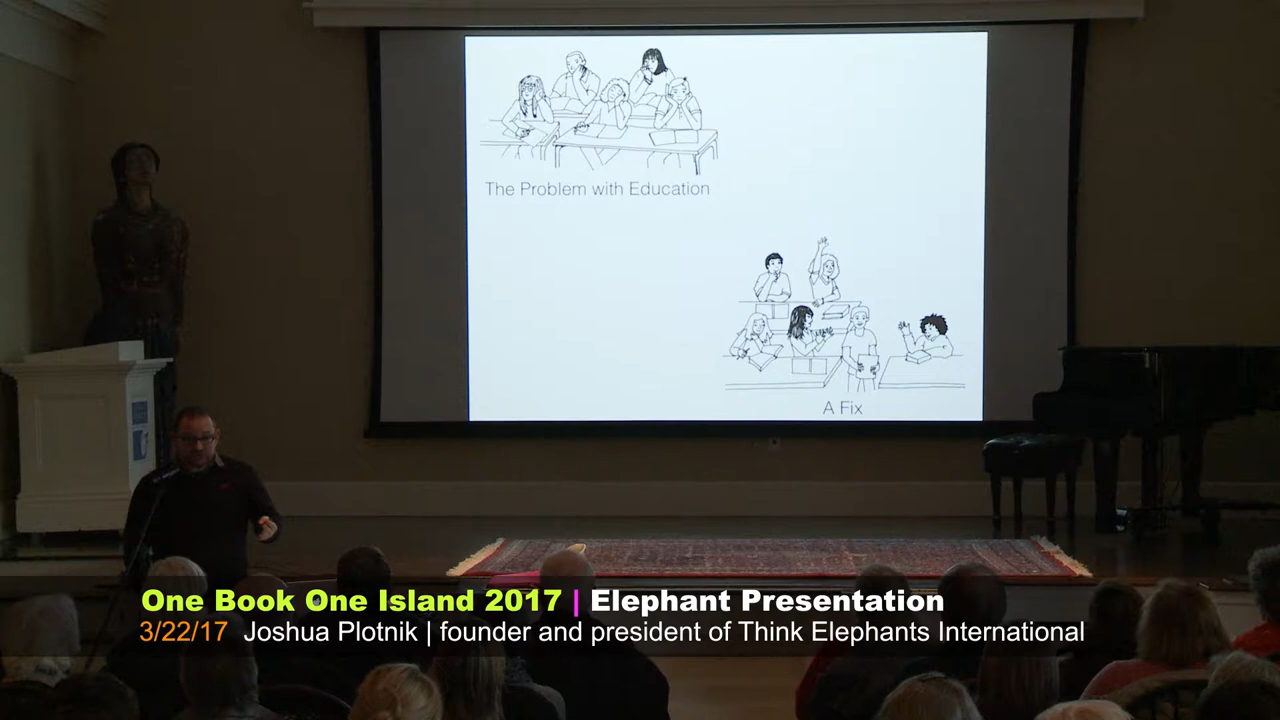 The Problem with Education
A Fix
One Book One Island 2017 | Elephant Presentation
3/22/17 Joshua Plotnik | founder and president of Think Elephants International